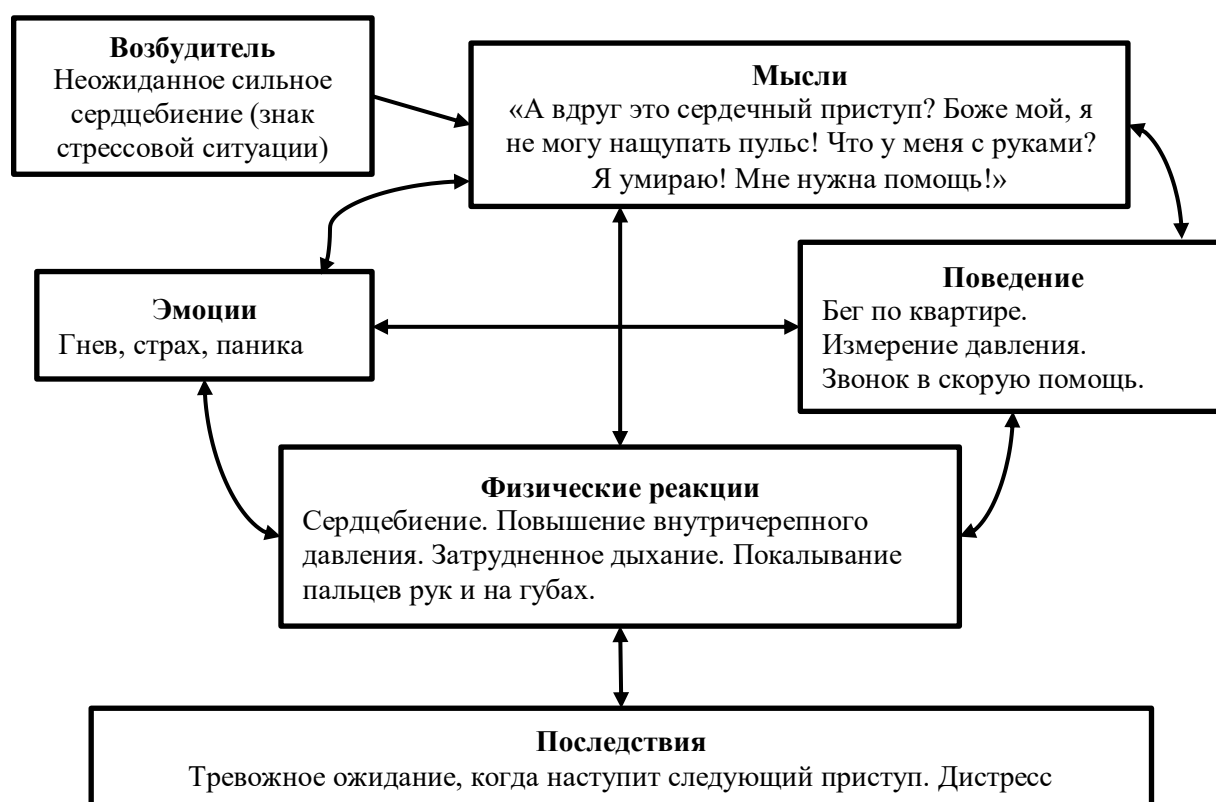 Возбудитель
Неожиданное сильное
сердцебиение (знак
стрессовой ситуации)
Мысли
«А вдруг это сердечный приступ? Боже мой, я
не могу нащупать пульс! Что у меня с руками?
Я умираю! Мне нужна помощь!»
Эмоции
Гнев, страх, паника
Поведение
Бег по квартире.
Измерение давления.
Звонок в скорую помощь.
Физические реакции
Сердцебиение. Повышение внутричерепного
давления. Затрудненное дыхание. Покалывание
пальцев рук и на губах.
Последствия
Тревожное ожидание, когда наступит следующий приступ. Дистресс